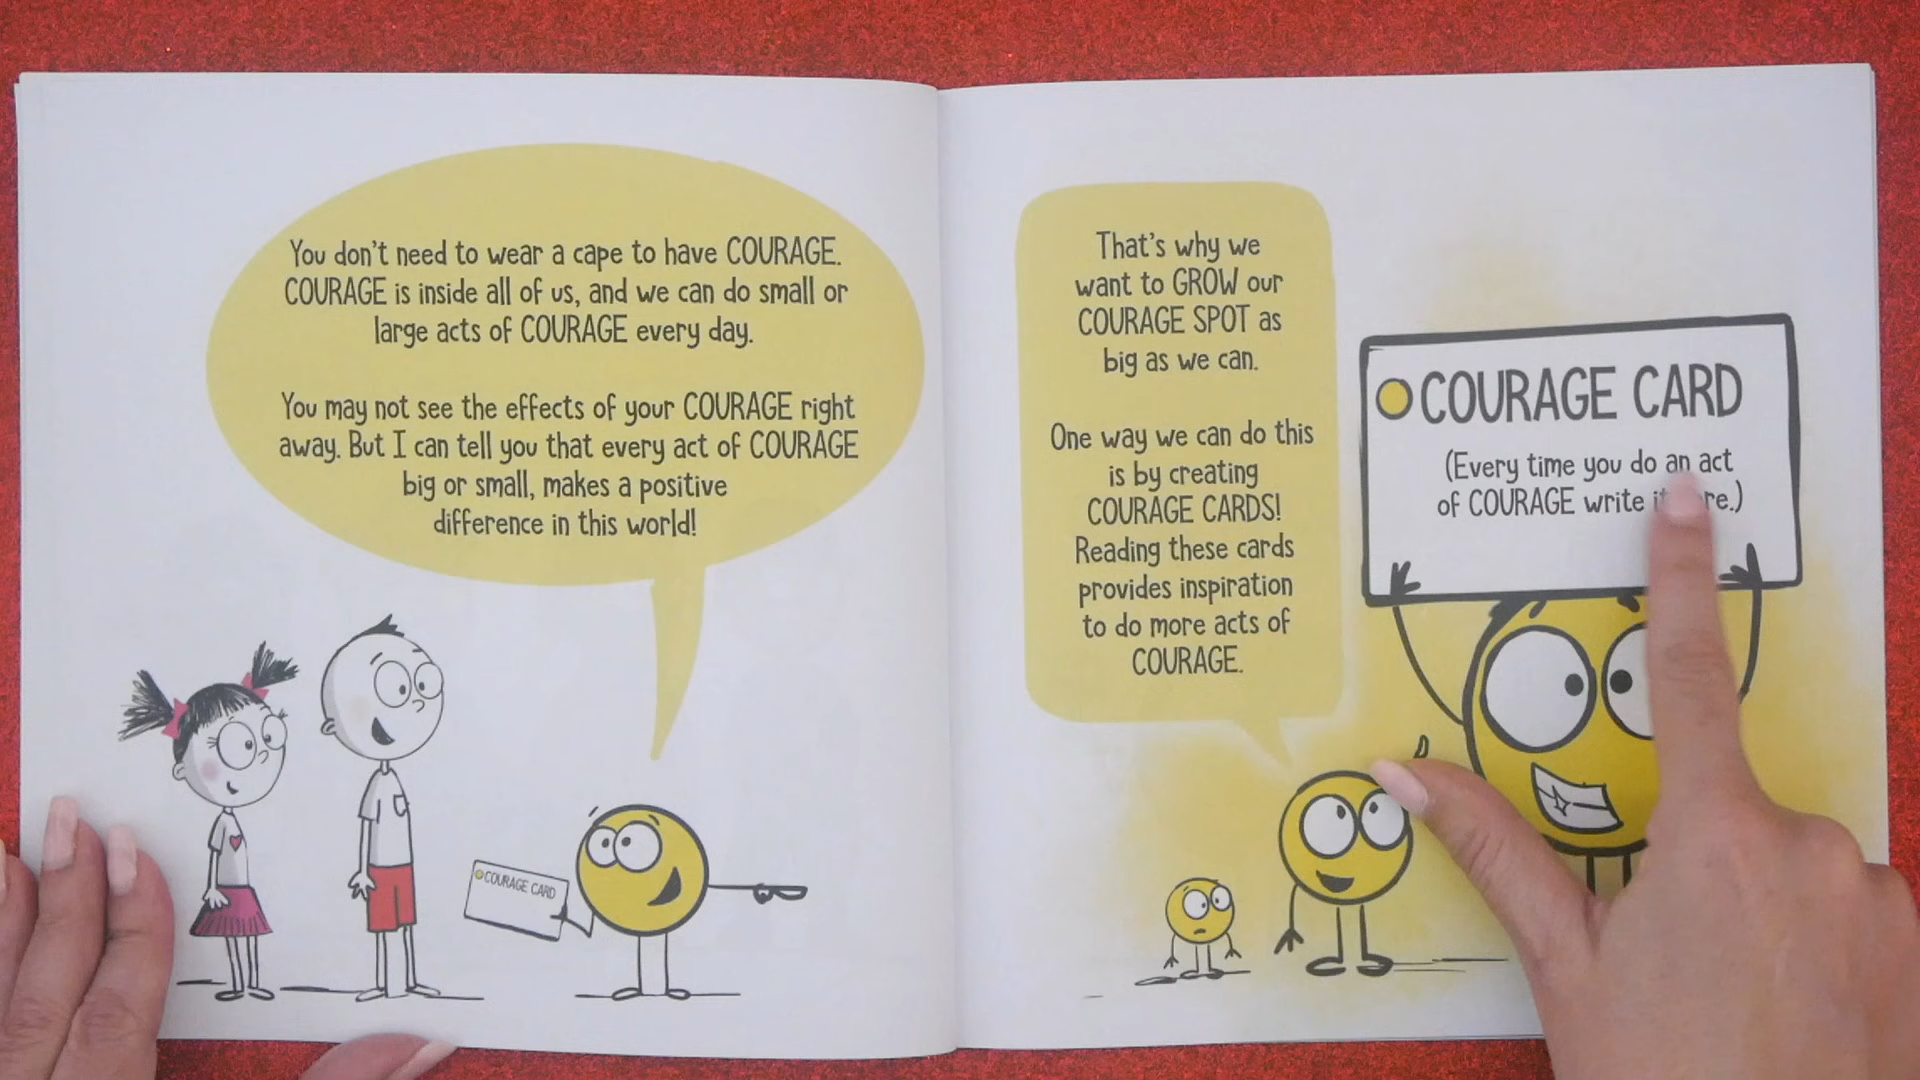 You don't need to wear a cape to have COURAGE.
COURAGE is inside all of us, and we can do small or
large acts of COURAGE every day.
You may not see the effects of your COURAGE right
away. But I can tell you that every act of COURAGE
big or small, makes a positive
difference in this world!
COURAGE CARD
That's why we
want to GROW our
COURAGE SPOT as
big as we can.
One way we can do this
is by creating
COURAGE CARDS!
Reading these cards
provides inspiration
to do more acts of
COURAGE.
COURAGE CARD
(Every time you do an act
of COURAGE write